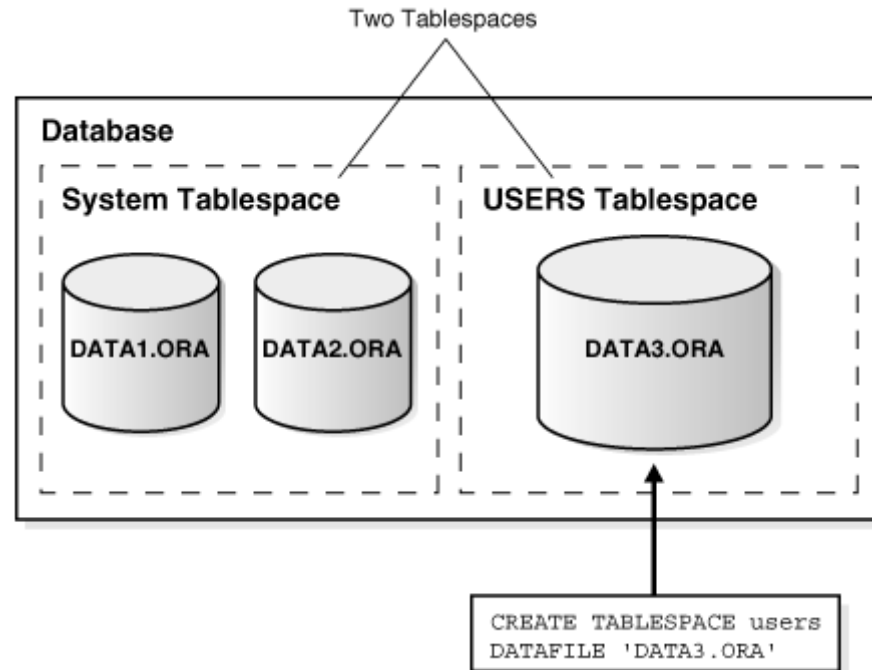 Two Tablespaces
Database
System Tablespace
USERS Tablespace
DATA1.ORA
DATA2.ORA
DATA3.ORA
CREATE TABLESPACE users
DATAFILE 'DATA3.ORA'